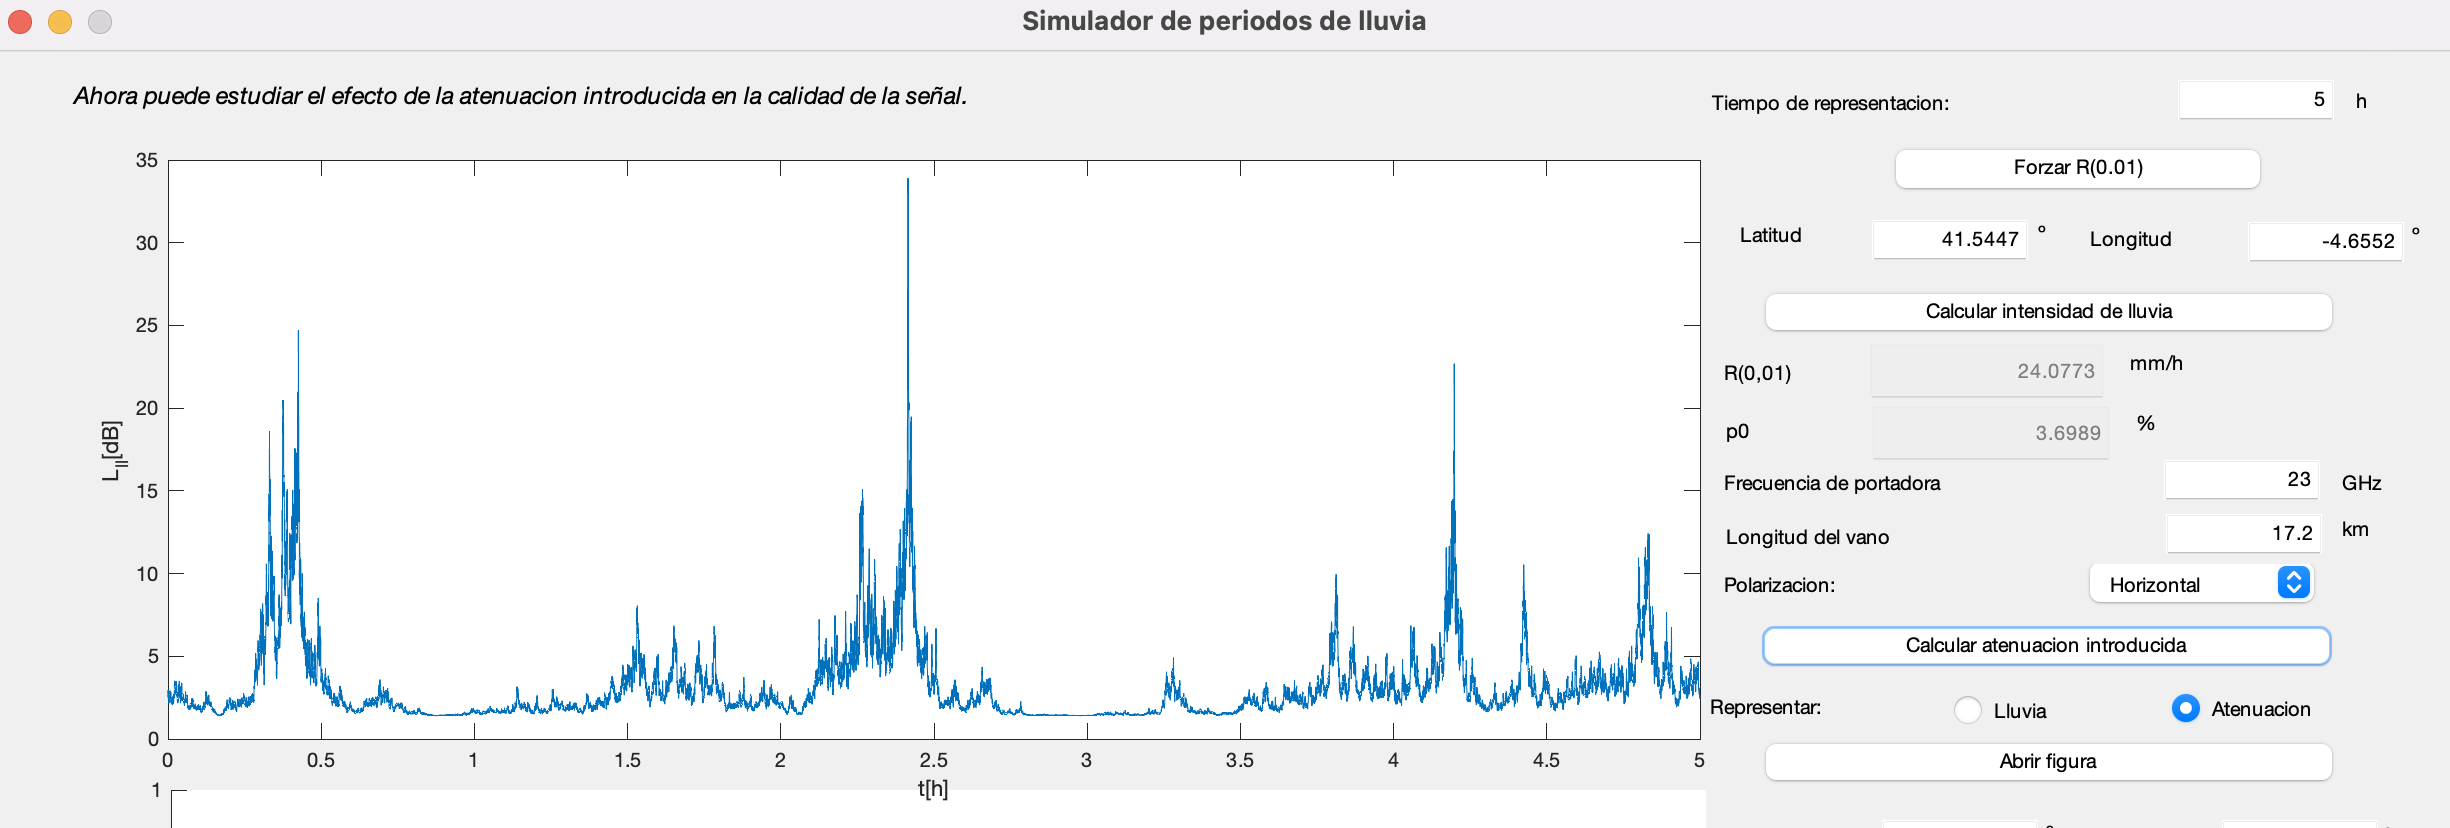 Simulador de periodos de lluvia
Ahora puede estudiar el efecto de la atenuacion introducida en la calidad de la señal.
Tiempo de representacion: 5 h
Forzar R(0.01)
Latitud 41.5447 º Longitud -4.6552 º
Calcular intensidad de lluvia
R(0,01) 24.0773 mm/h
p0 3.6989 %
Frecuencia de portadora 23 GHz
Longitud del vano 17.2 km
Polarizacion: Horizontal
Calcular atenuacion introducida
Representar: Lluvia Atenuacion
Abrir figura
35
30
25
20
15
10
5
0
L_ll[dB]
0 0.5 1 1.5 2 2.5 3 3.5 4 4.5 5
t[h]
1